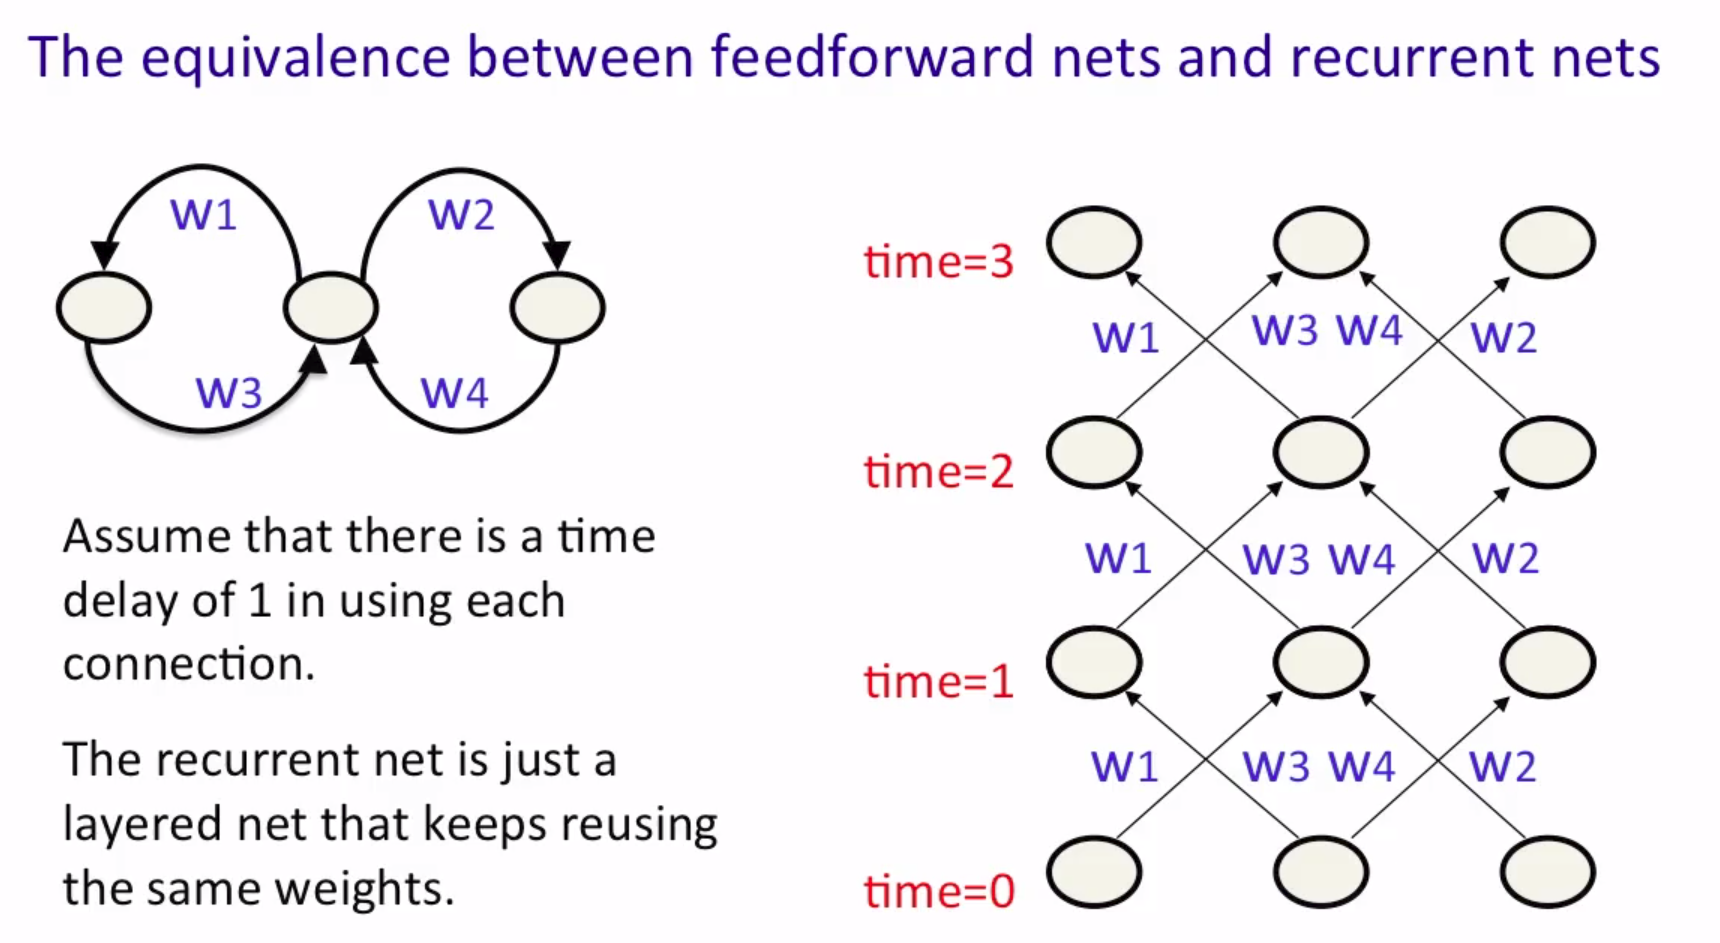 The equivalence between feedforward nets and recurrent nets
W1
W2
W3
W4
Assume that there is a time
delay of 1 in using each
connection.
The recurrent net is just a
layered net that keeps reusing
the same weights.
time=3
W1 W3 W4 W2
time=2
W1 W3 W4 W2
time=1
W1 W3 W4 W2
time=0